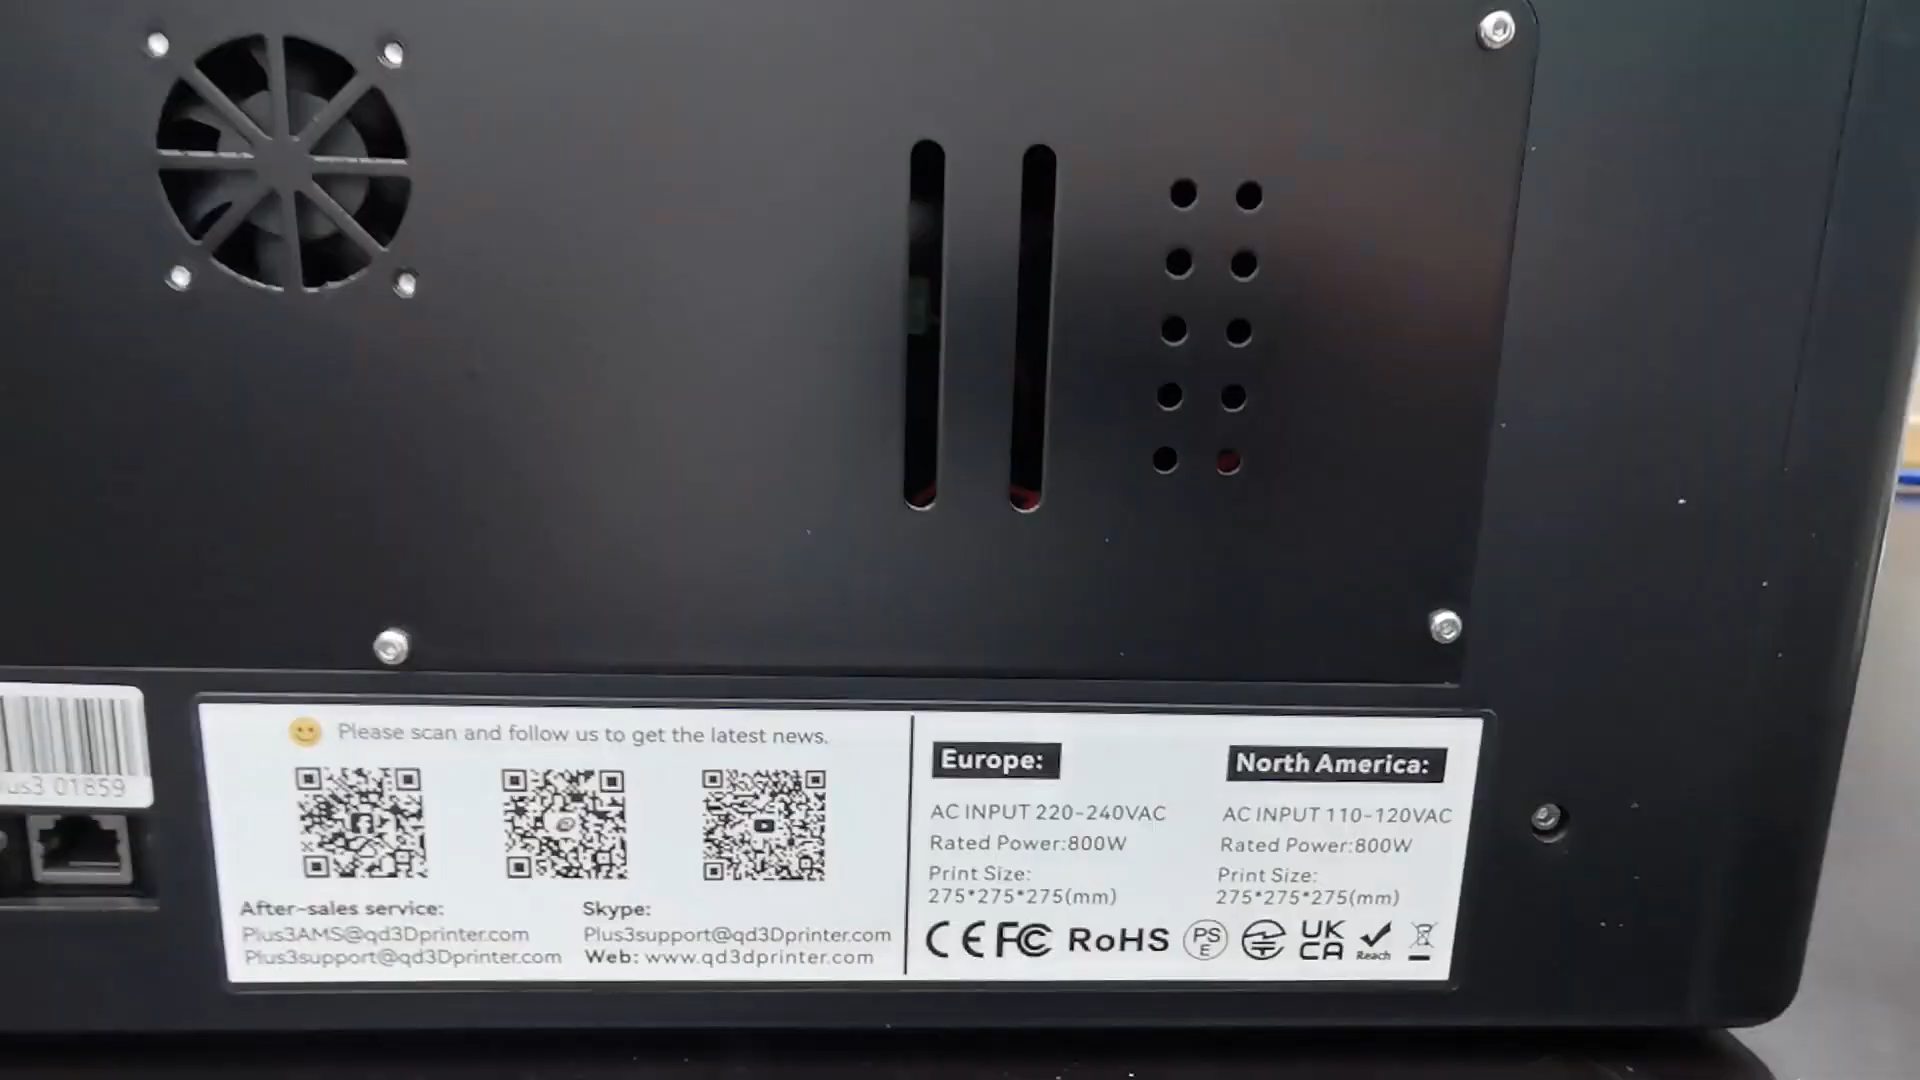 lus3 01859
Please scan and follow us to get the latest news.
After-sales service:
Plus3AMS@qd3Dprinter.com
Plus3support@qd3Dprinter.com
Skype:
Plus3support@qd3Dprinter.com
Web: www.qd3dprinter.com
Europe:
AC INPUT 220-240VAC
Rated Power:800W
Print Size:
275*275*275(mm)
North America:
AC INPUT 110-120VAC
Rated Power:800W
Print Size:
275*275*275(mm)
CE FC RoHS PS E UK CA Reach